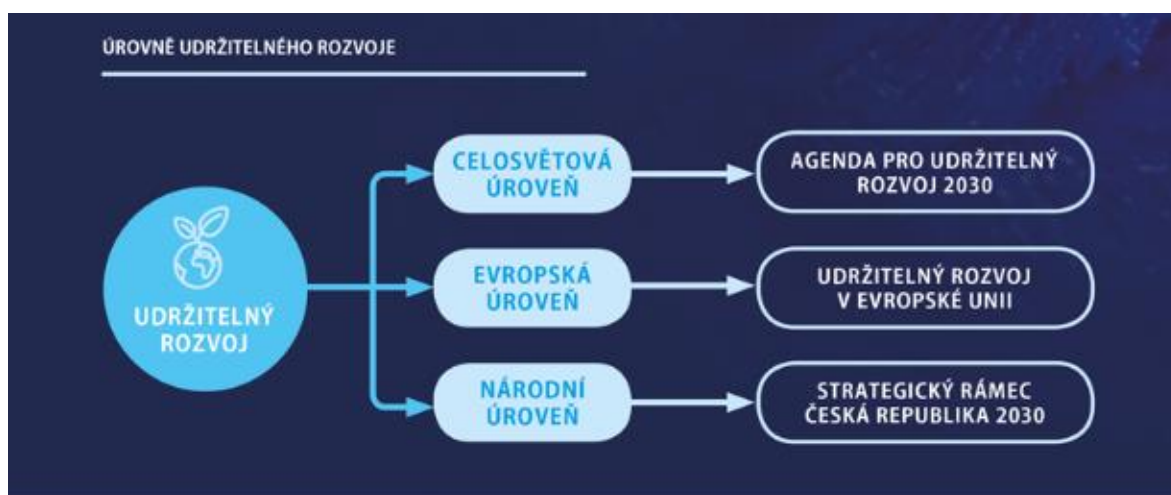 ÚROVNĚ UDRŽITELNÉHO ROZVOJE
UDRŽITELNÝ
ROZVOJ
CELOSVĚTOVÁ
ÚROVEŇ
AGENDA PRO UDRŽITELNÝ
ROZVOJ 2030
EVROPSKÁ
ÚROVEŇ
UDRŽITELNÝ ROZVOJ
V EVROPSKÉ UNII
NÁRODNÍ
ÚROVEŇ
STRATEGICKÝ RÁMEC
ČESKÁ REPUBLIKA 2030